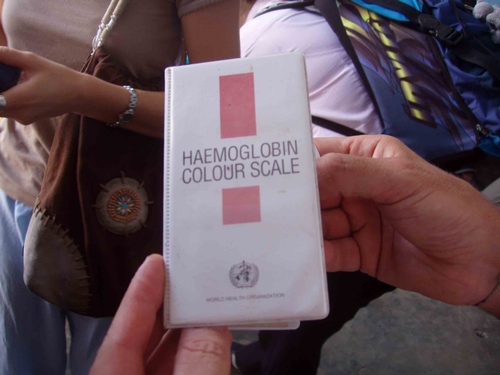 HAEMOGLOBIN
COLOUR SCALE
WORLD HEALTH ORGANIZATION